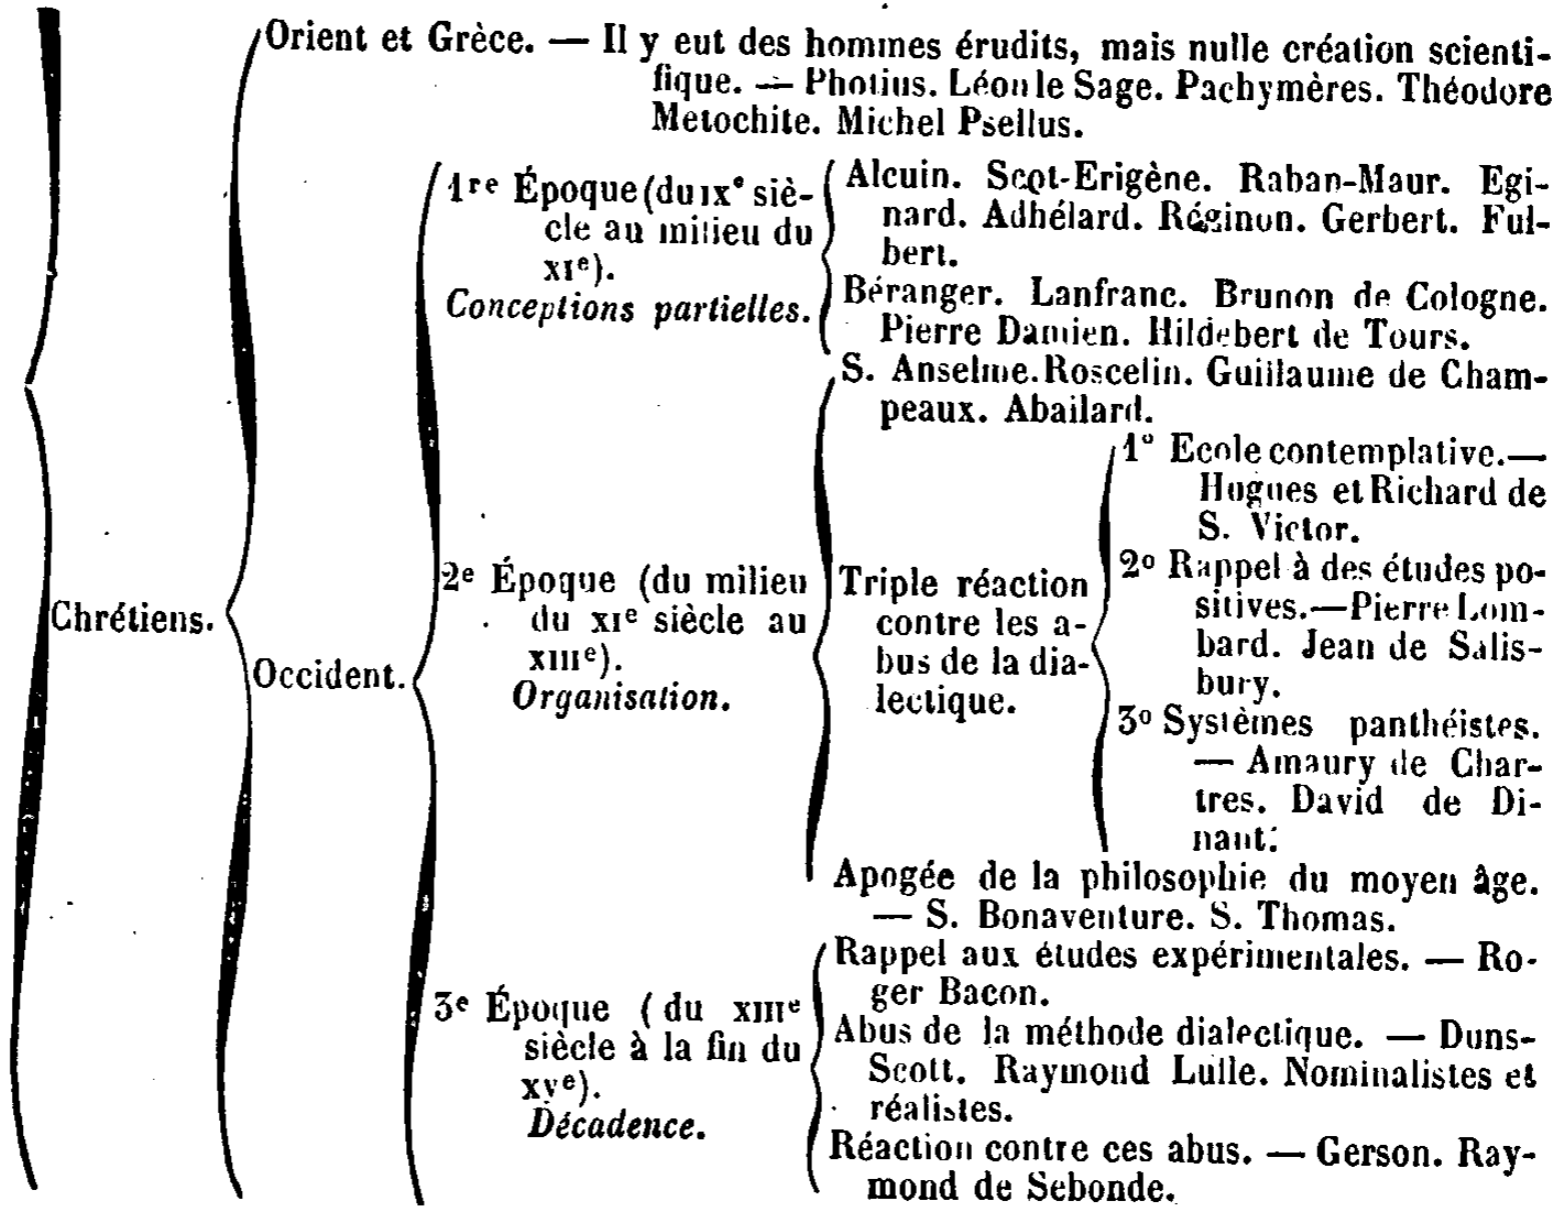 Orient et Grèce. — Il y eut des hommes érudits, mais nulle création scienti-
fique. — Photius. Léon le Sage. Pachymères. Théodore
Metochite. Michel Psellus.
Chrétiens.
Occident.
1re Époque (du IXe siè-
cle au milieu du
XIe).
Conceptions partielles.
Alcuin. Scot-Erigène. Raban-Maur. Egi-
nard. Adhélard. Réginon. Gerbert. Ful-
bert.
Béranger. Lanfranc. Brunon de Cologne.
Pierre Damien. Hildebert de Tours.
2e Époque (du milieu
du XIe siècle au
XIIIe).
Organisation.
S. Anselme. Roscelin. Guillaume de Cham-
peaux. Abailard.
Triple réaction
contre les a-
bus de la dia-
lectique.
1o Ecole contemplative.—
Hugues et Richard de
S. Victor.
2o Rappel à des études po-
sitives.—Pierre Lom-
bard. Jean de Salis-
bury.
3o Systèmes panthéistes.
— Amaury de Char-
tres. David de Di-
nant.
Apogée de la philosophie du moyen âge.
— S. Bonaventure. S. Thomas.
3e Époque (du XIIIe
siècle à la fin du
XVe).
Décadence.
Rappel aux études expérimentales. — Ro-
ger Bacon.
Abus de la méthode dialectique. — Duns-
Scott. Raymond Lulle. Nominalistes et
réalistes.
Réaction contre ces abus. — Gerson. Ray-
mond de Sebonde.